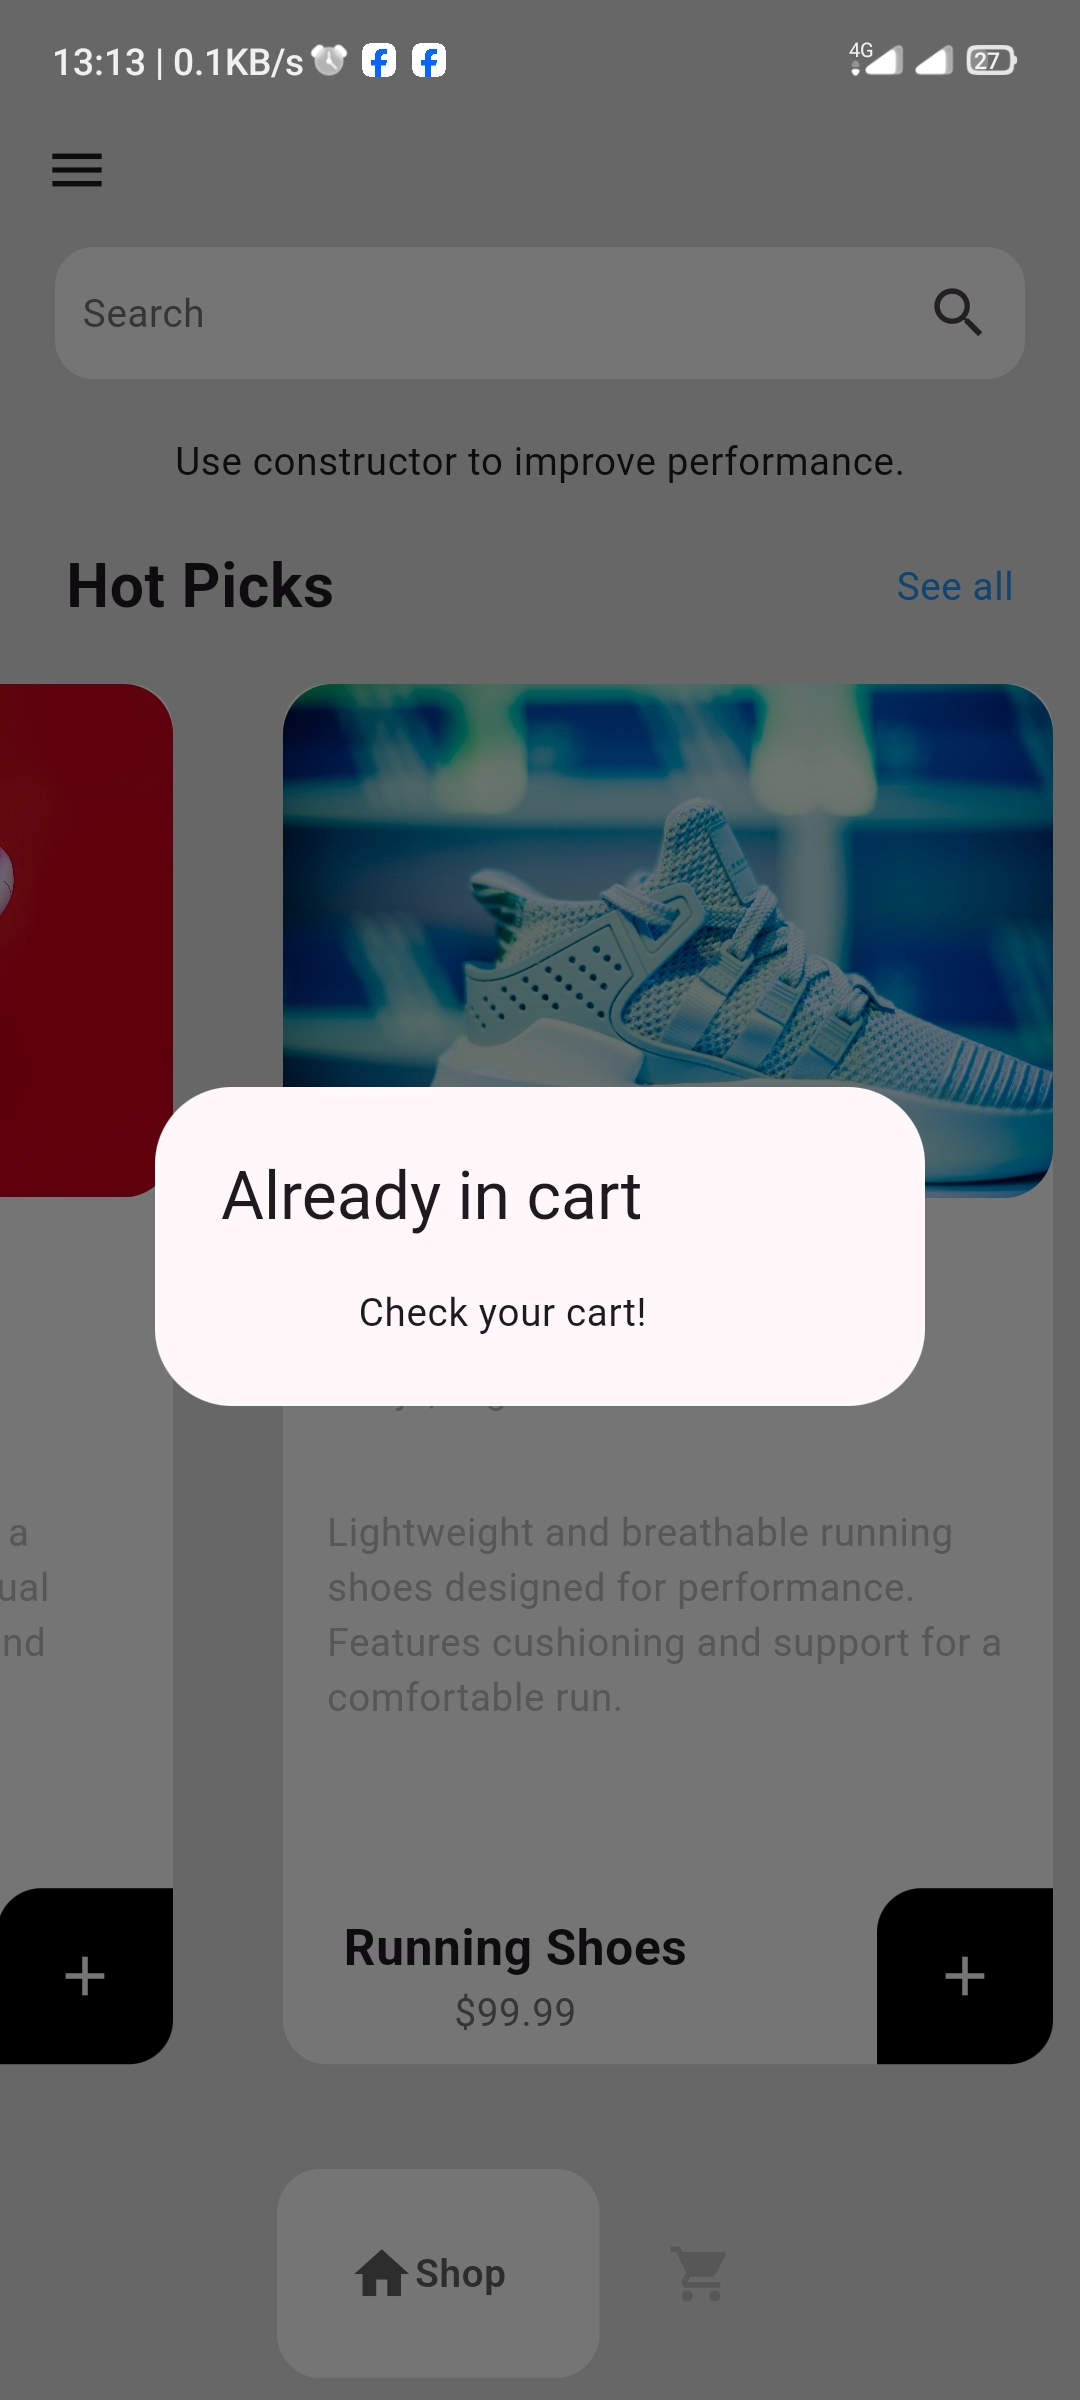 13:13 | 0.1KB/s
4G
27
Search
Use constructor to improve performance.
Hot Picks
See all
Already in cart
Check your cart!
a
ual
nd
Lightweight and breathable running
shoes designed for performance.
Features cushioning and support for a
comfortable run.
Running Shoes
$99.99
Shop